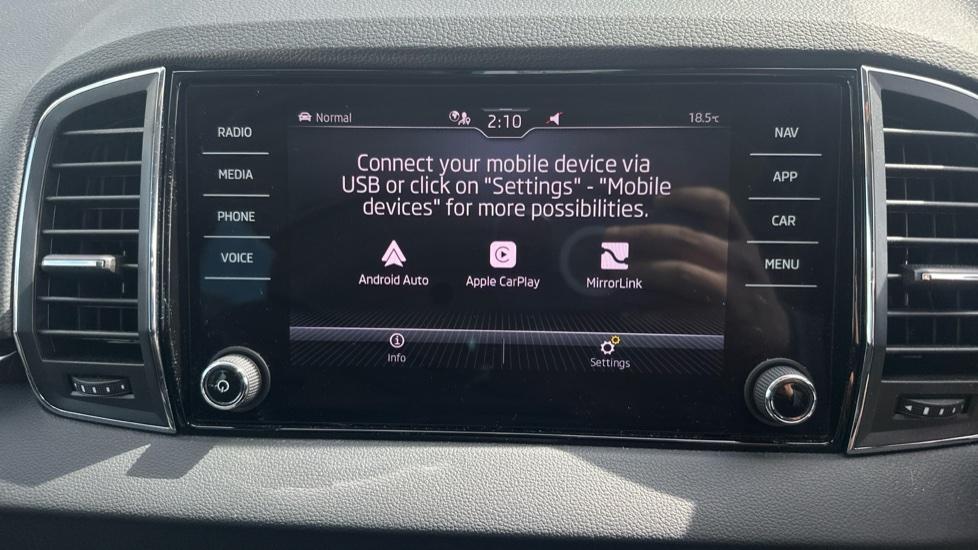 Normal
2:10
18.5°C
RADIO
MEDIA
PHONE
VOICE
NAV
APP
CAR
MENU
Connect your mobile device via
USB or click on "Settings" - "Mobile
devices" for more possibilities.
Android Auto
Apple CarPlay
MirrorLink
Info
Settings